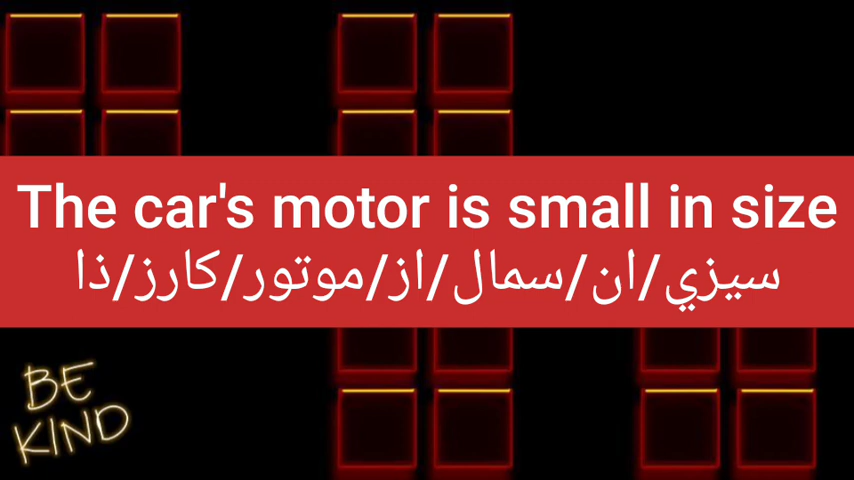 The car's motor is small in size
سيزي/ان/سمال/از/موتور/كارز/ذا
BE
KIND